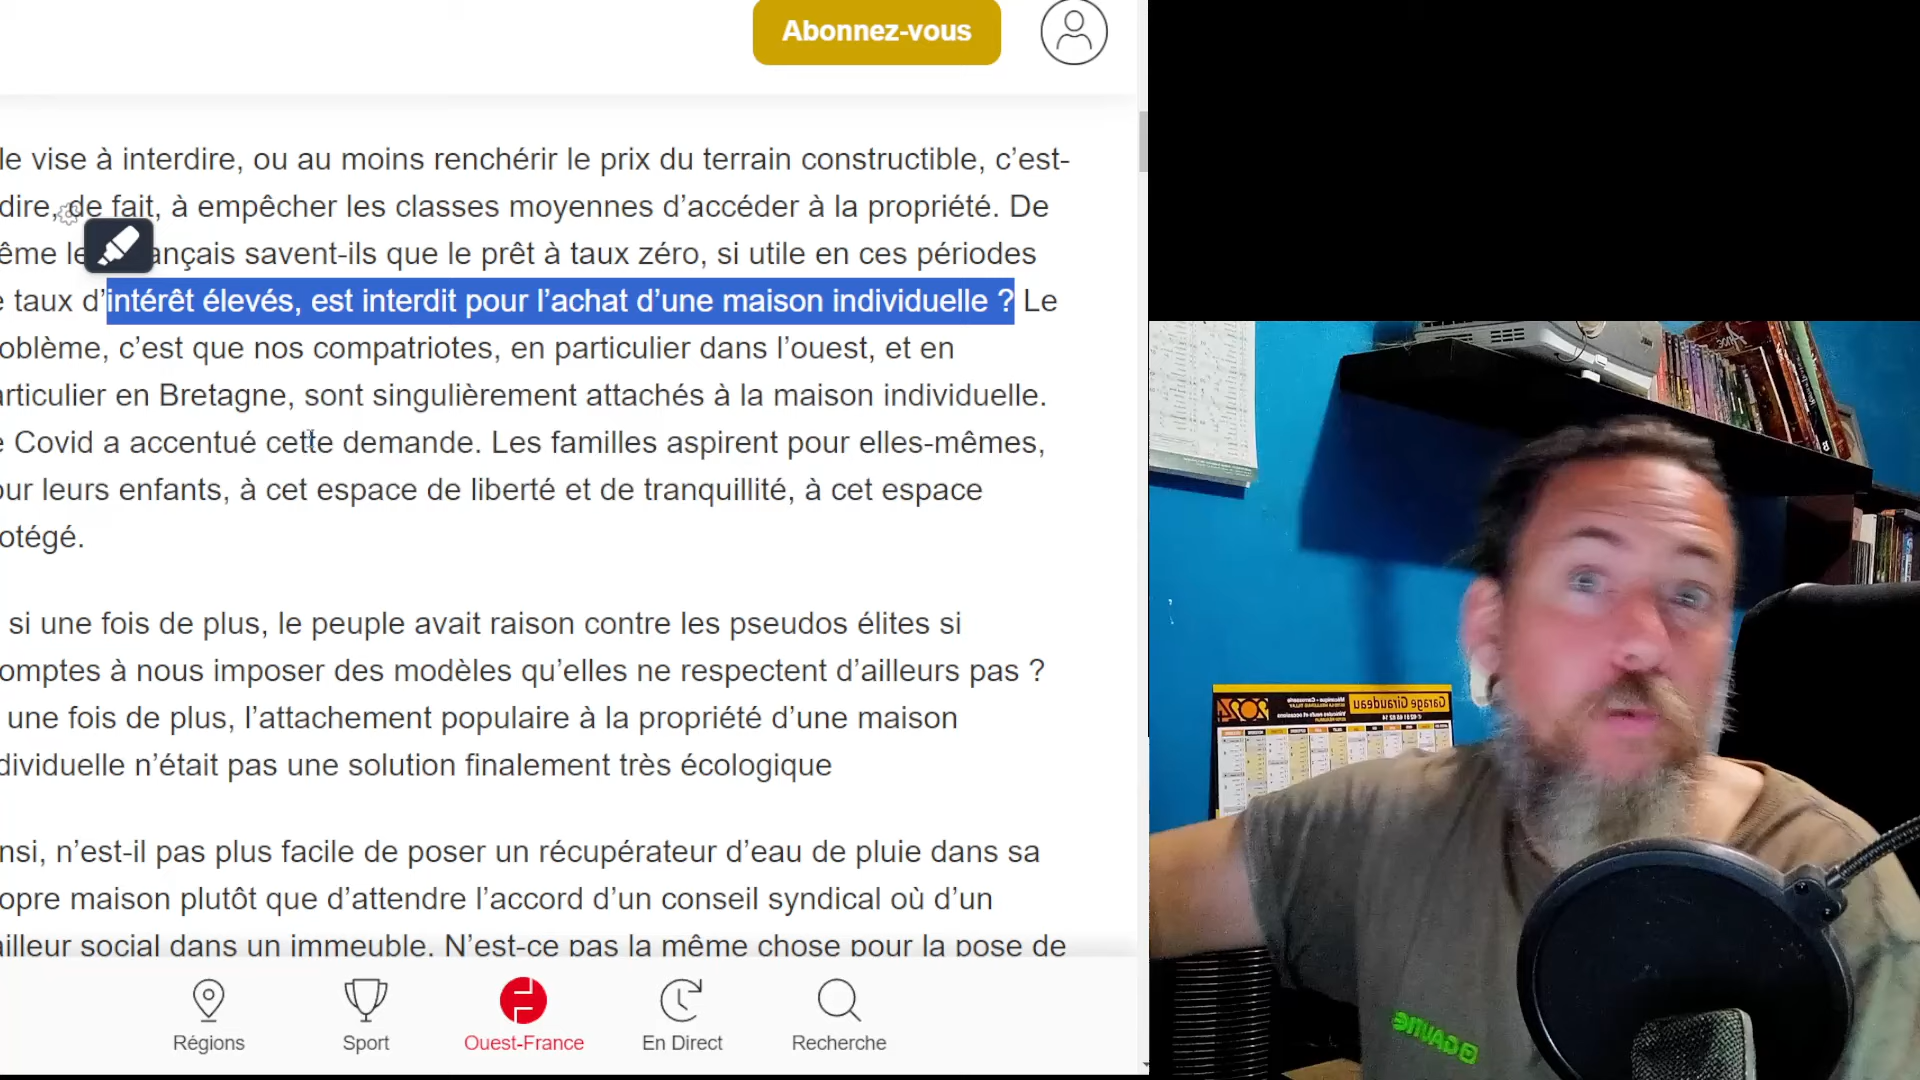 Abonnez-vous
le vise à interdire, ou au moins renchérir le prix du terrain constructible, c’est-
dire, de fait, à empêcher les classes moyennes d’accéder à la propriété. De
ême le ançais savent-ils que le prêt à taux zéro, si utile en ces périodes
e taux d’intérêt élevés, est interdit pour l’achat d’une maison individuelle ? Le
oblème, c’est que nos compatriotes, en particulier dans l’ouest, et en
articulier en Bretagne, sont singulièrement attachés à la maison individuelle.
e Covid a accentué cette demande. Les familles aspirent pour elles-mêmes,
our leurs enfants, à cet espace de liberté et de tranquillité, à cet espace
otégé.
si une fois de plus, le peuple avait raison contre les pseudos élites si
omptes à nous imposer des modèles qu’elles ne respectent d’ailleurs pas ?
une fois de plus, l’attachement populaire à la propriété d’une maison
dividuelle n’était pas une solution finalement très écologique
nsi, n’est-il pas plus facile de poser un récupérateur d’eau de pluie dans sa
opre maison plutôt que d’attendre l’accord d’un conseil syndical où d’un
ailleur social dans un immeuble. N’est-ce pas la même chose pour la pose de
Régions
Sport
Ouest-France
En Direct
Recherche
Garage Giraudeau
2024
GAUNE